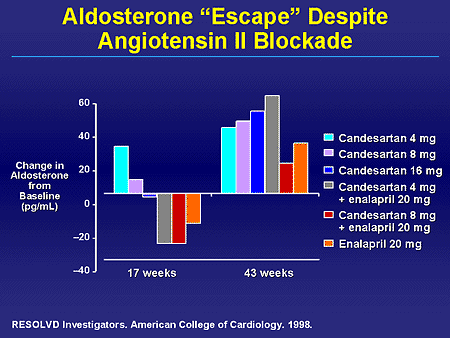 Aldosterone “Escape” Despite
Angiotensin II Blockade
60
40
20
0
–20
–40
Change in
Aldosterone
from
Baseline
(pg/mL)
17 weeks
43 weeks
Candesartan 4 mg
Candesartan 8 mg
Candesartan 16 mg
Candesartan 4 mg
+ enalapril 20 mg
Candesartan 8 mg
+ enalapril 20 mg
Enalapril 20 mg
RESOLVD Investigators. American College of Cardiology. 1998.